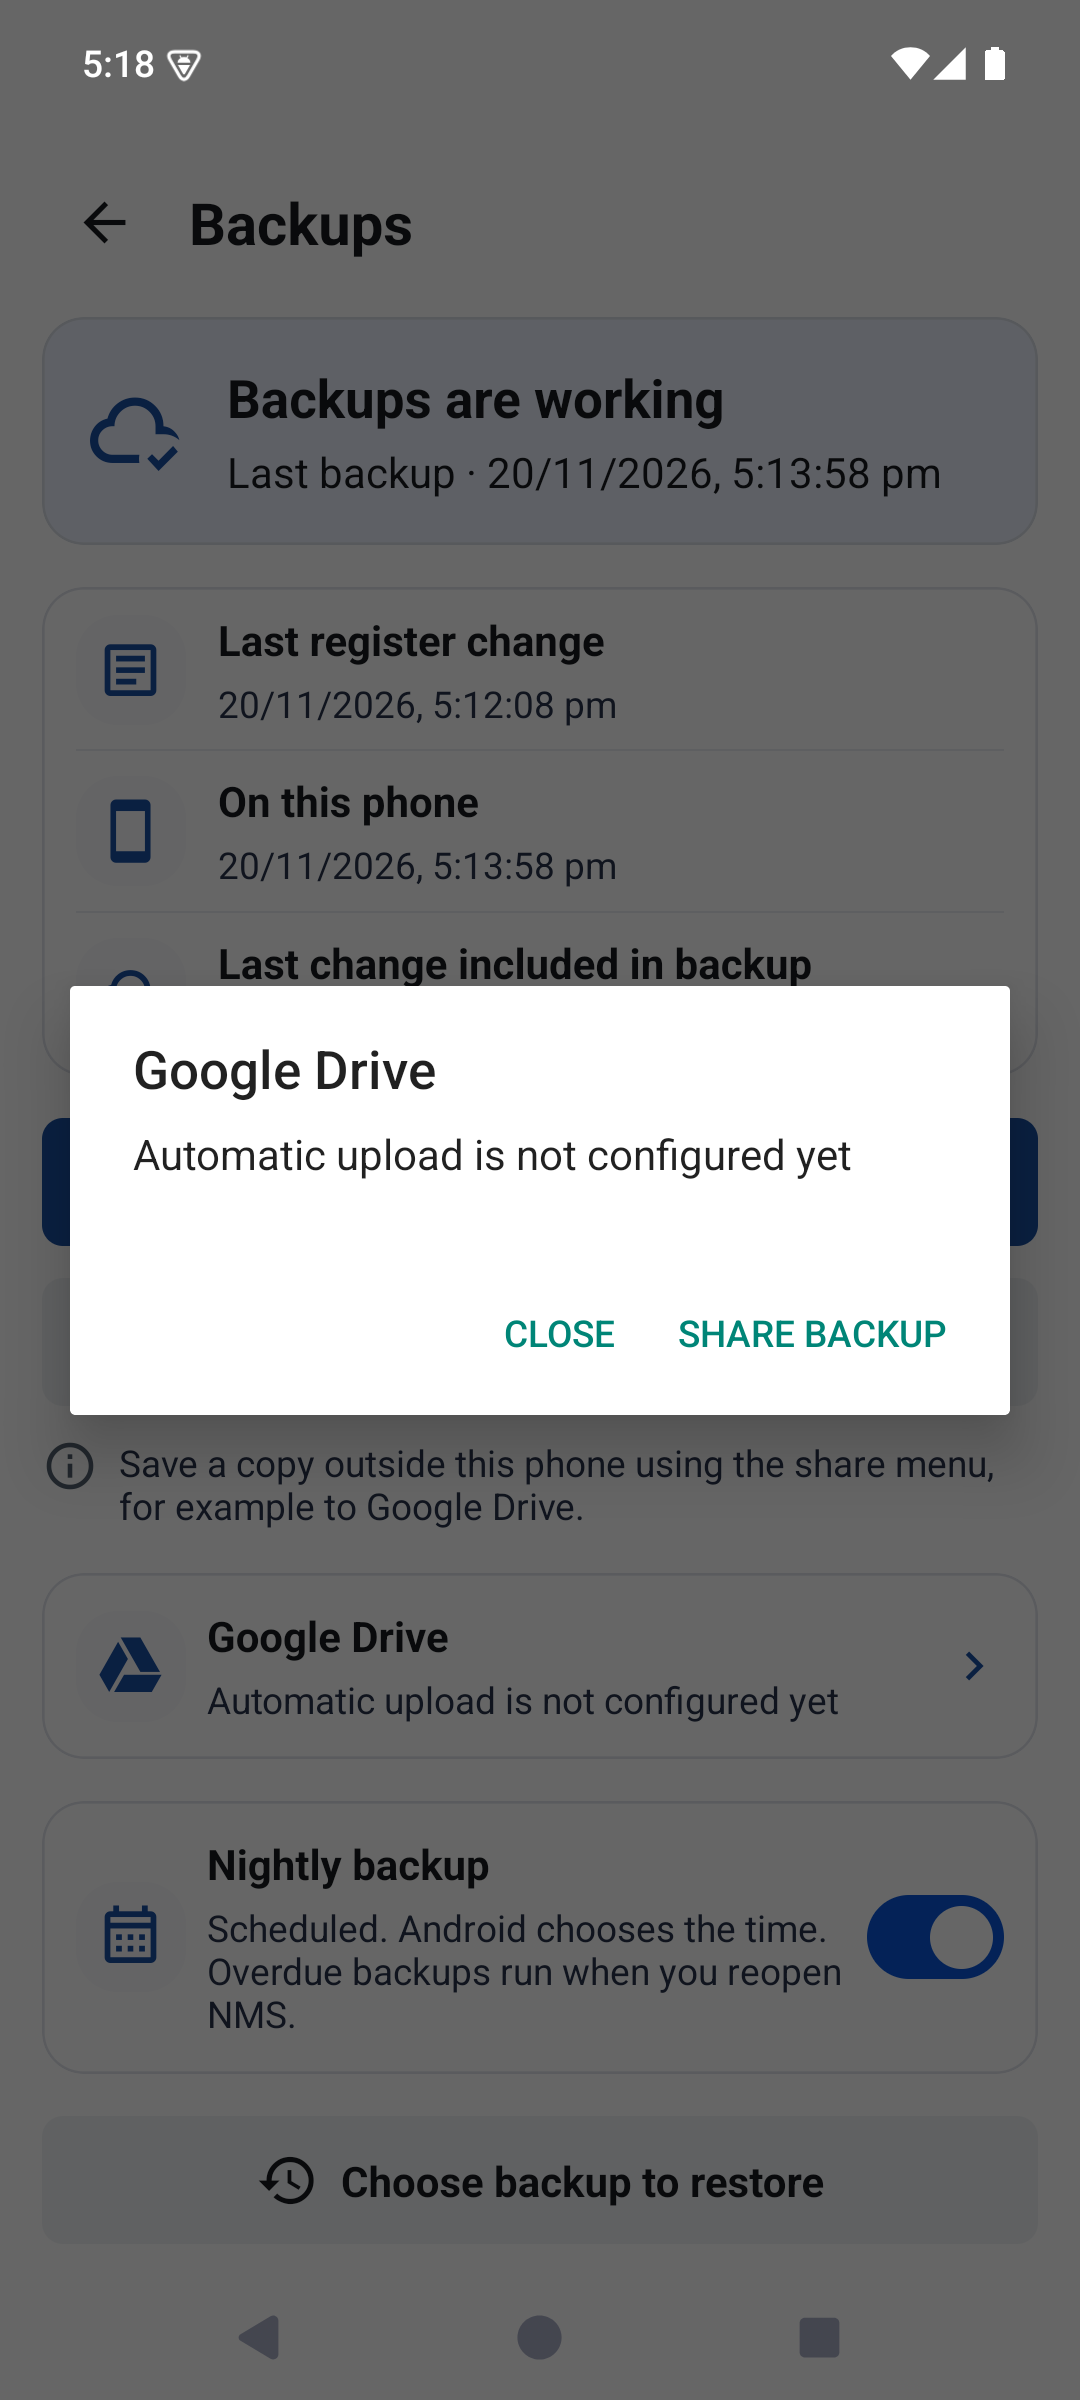 5:18
Backups
Backups are working
Last backup · 20/11/2026, 5:13:58 pm
Last register change
20/11/2026, 5:12:08 pm
On this phone
20/11/2026, 5:13:58 pm
Last change included in backup
Google Drive
Automatic upload is not configured yet
CLOSE SHARE BACKUP
Save a copy outside this phone using the share menu,
for example to Google Drive.
Google Drive
Automatic upload is not configured yet
Nightly backup
Scheduled. Android chooses the time.
Overdue backups run when you reopen
NMS.
Choose backup to restore